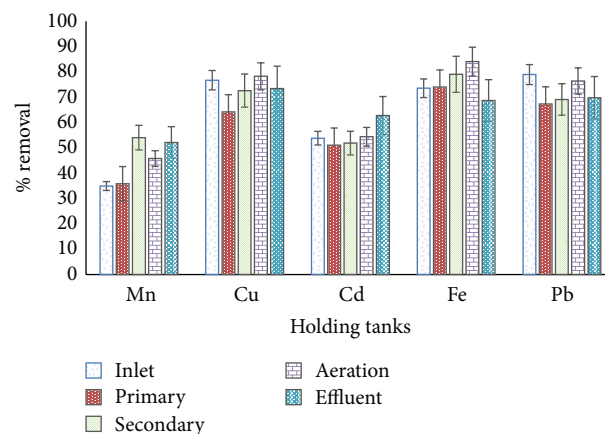 100
90
80
70
60
50
40
30
20
10
0
% removal
Mn Cu Cd Fe Pb
Holding tanks
Inlet
Primary
Secondary
Aeration
Effluent